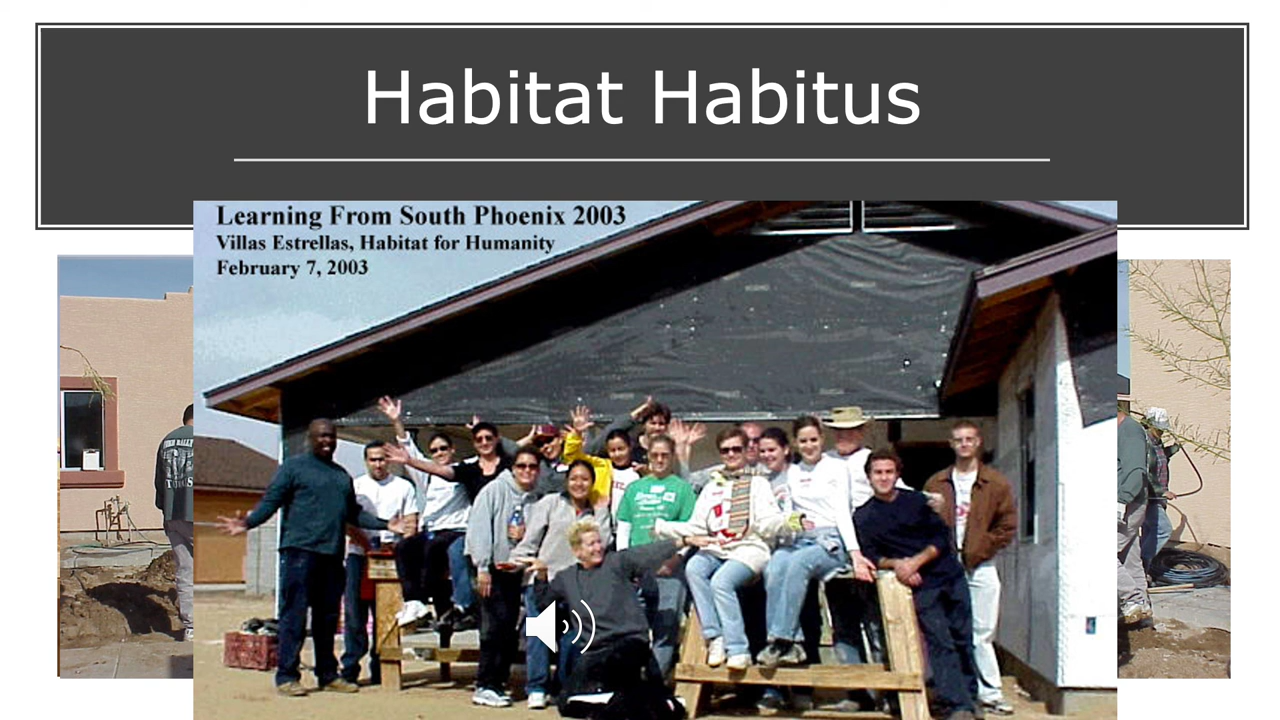 Habitat Habitus
Learning From South Phoenix 2003
Villas Estrellas, Habitat for Humanity
February 7, 2003